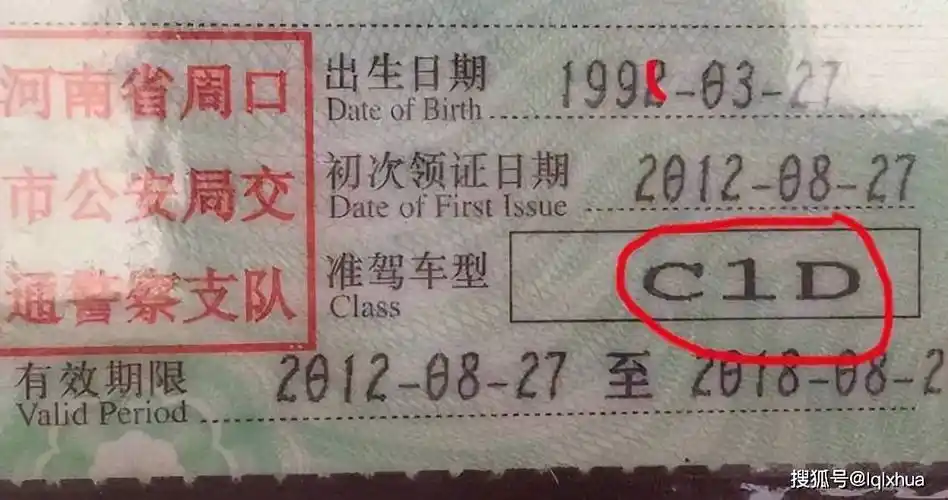 河南省周口
市公安局交
通警察支队
出生日期
Date of Birth
-03-27
初次领证日期 2012-08-27
Date of First Issue
准驾车型 C1D
Class
有效期限 2012-08-27 至 2018-08-2
Valid Period
搜狐号@lqlxhua